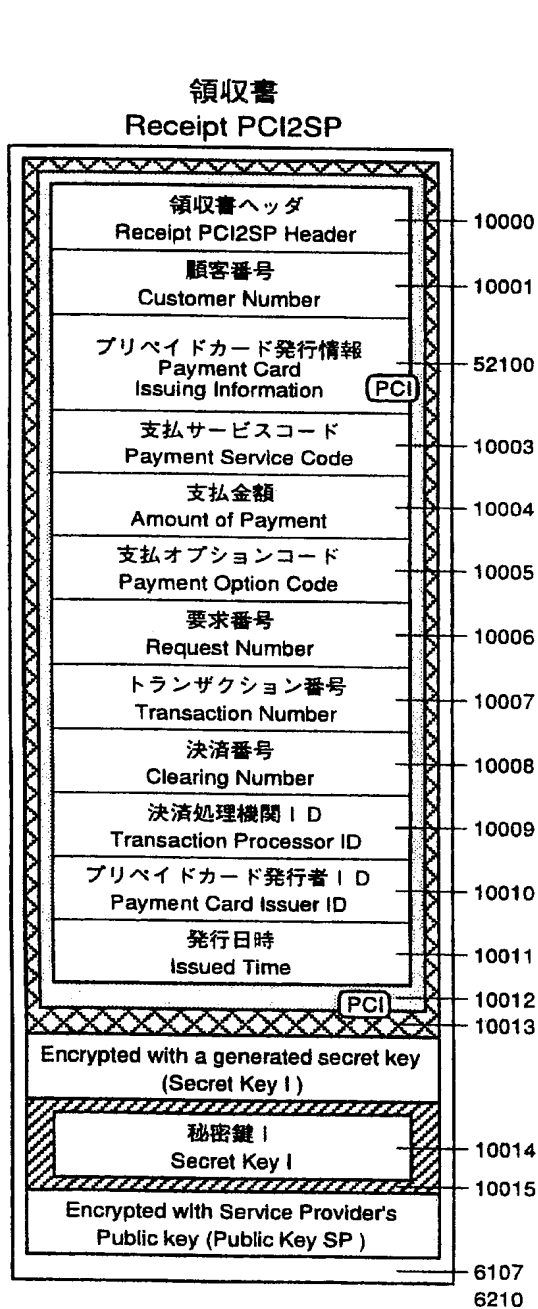 領収書
Receipt PCI2SP
領収書ヘッダ
Receipt PCI2SP Header
10000
顧客番号
Customer Number
10001
プリペイドカード発行情報
Payment Card
Issuing Information
PCI
52100
支払サービスコード
Payment Service Code
10003
支払金額
Amount of Payment
10004
支払オプションコード
Payment Option Code
10005
要求番号
Request Number
10006
トランザクション番号
Transaction Number
10007
決済番号
Clearing Number
10008
決済処理機関ID
Transaction Processor ID
10009
プリペイドカード発行者ID
Payment Card Issuer ID
10010
発行日時
Issued Time
10011
PCI
10012
10013
Encrypted with a generated secret key
(Secret Key I )
秘密鍵 I
Secret Key I
10014
10015
Encrypted with Service Provider's
Public key (Public Key SP )
6107
6210